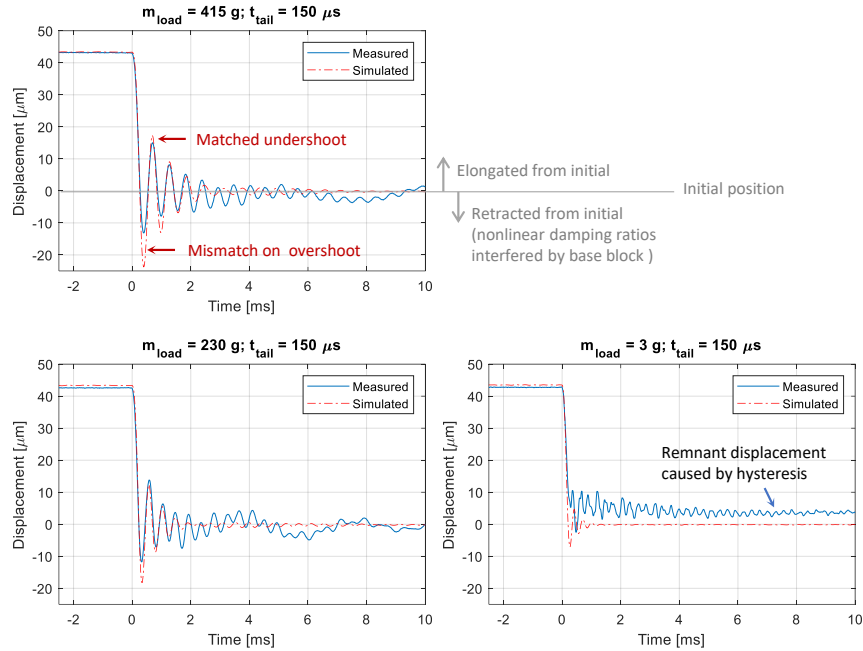 m_load = 415 g; t_tail = 150 μs
Displacement [μm]
50
40
30
20
10
0
-10
-20
-2
0
2
4
6
8
10
Time [ms]
Measured
Simulated
Matched undershoot
Mismatch on overshoot
Elongated from initial
Initial position
Retracted from initial
(nonlinear damping ratios
interfered by base block )
m_load = 230 g; t_tail = 150 μs
Displacement [μm]
50
40
30
20
10
0
-10
-20
-2
0
2
4
6
8
10
Time [ms]
Measured
Simulated
m_load = 3 g; t_tail = 150 μs
Displacement [μm]
50
40
30
20
10
0
-10
-20
-2
0
2
4
6
8
10
Time [ms]
Measured
Simulated
Remnant displacement
caused by hysteresis